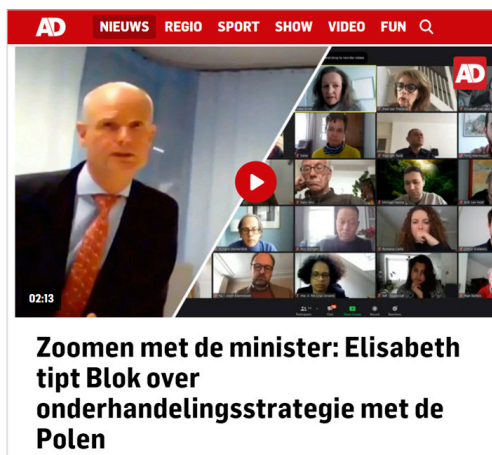 AD NIEUWS REGIO SPORT SHOW VIDEO FUN
AD
02:13
Zoomen met de minister: Elisabeth
tipt Blok over
onderhandelingsstrategie met de
Polen